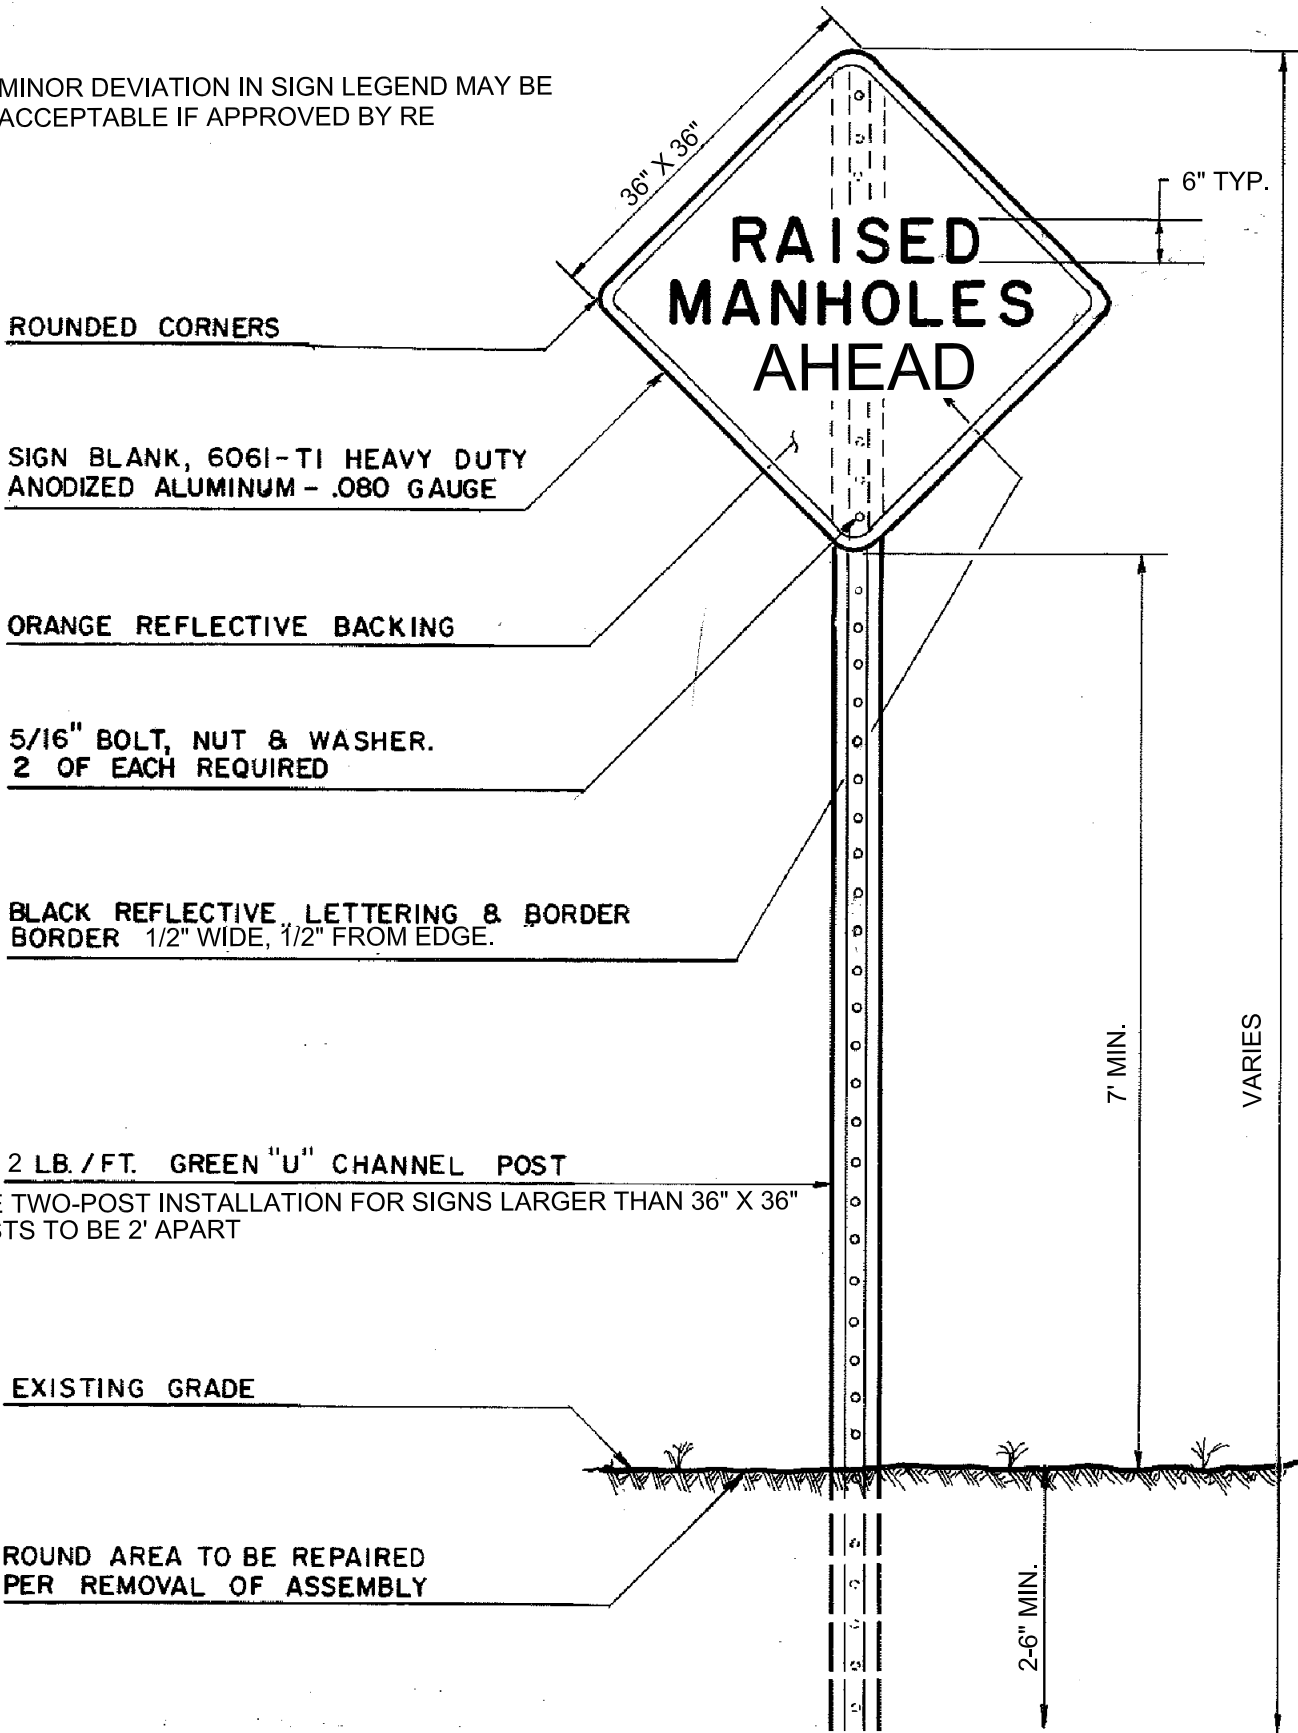 MINOR DEVIATION IN SIGN LEGEND MAY BE
ACCEPTABLE IF APPROVED BY RE
36" X 36"
6" TYP.
RAISED
MANHOLES
AHEAD
ROUNDED CORNERS
SIGN BLANK, 6061-T1 HEAVY DUTY
ANODIZED ALUMINUM - .080 GAUGE
ORANGE REFLECTIVE BACKING
5/16" BOLT, NUT & WASHER.
2 OF EACH REQUIRED
BLACK REFLECTIVE LETTERING & BORDER
BORDER 1/2" WIDE, 1/2" FROM EDGE.
7' MIN.
VARIES
2 LB./FT. GREEN "U" CHANNEL POST
E TWO-POST INSTALLATION FOR SIGNS LARGER THAN 36" X 36"
STS TO BE 2' APART
EXISTING GRADE
ROUND AREA TO BE REPAIRED
PER REMOVAL OF ASSEMBLY
2-6" MIN.